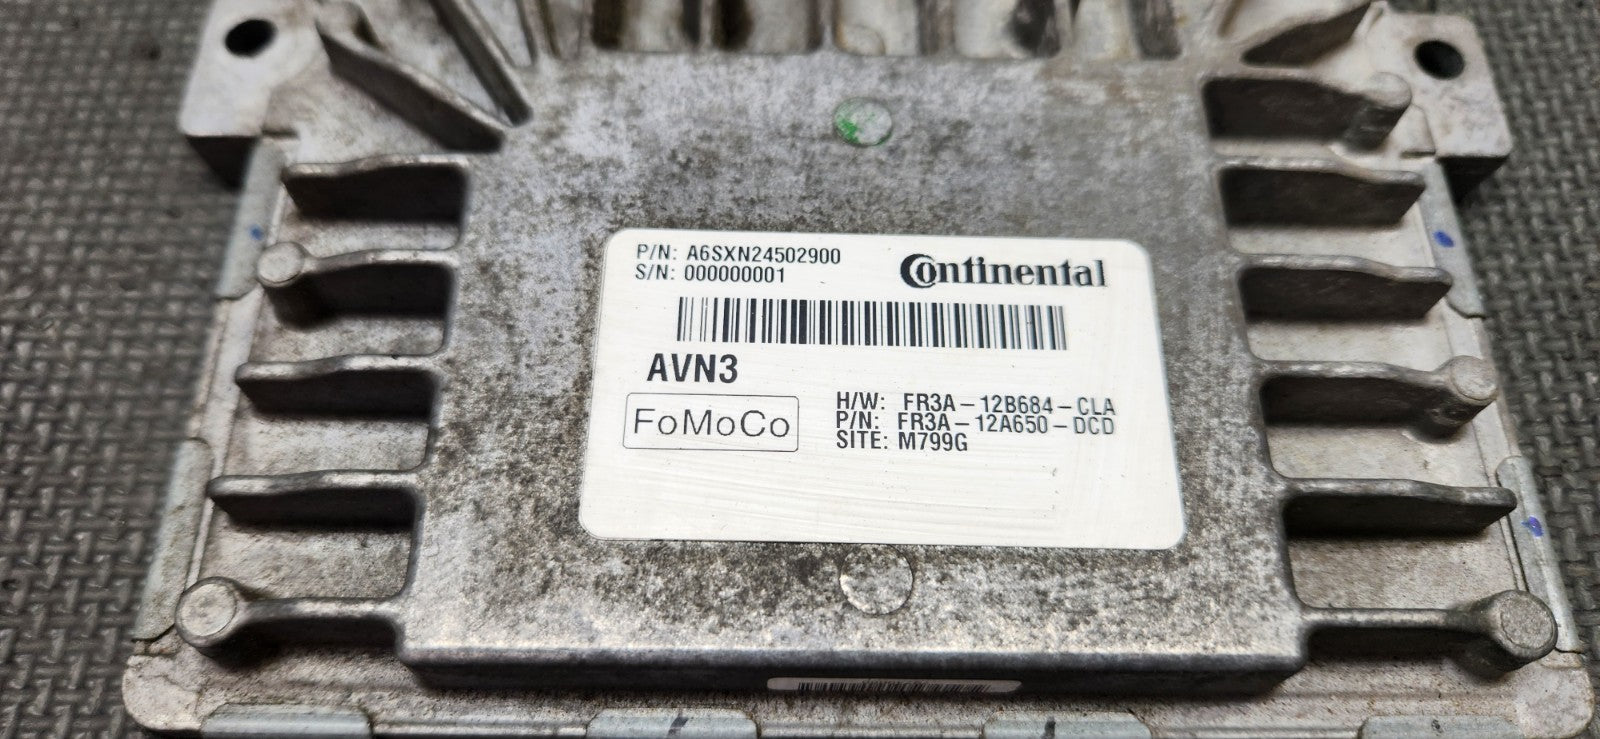 P/N: A6SXN24502900
S/N: 000000001
Continental
AVN3
FoMoCo
H/W: FR3A-12B684-CLA
P/N: FR3A-12A650-DCD
SITE: M799G